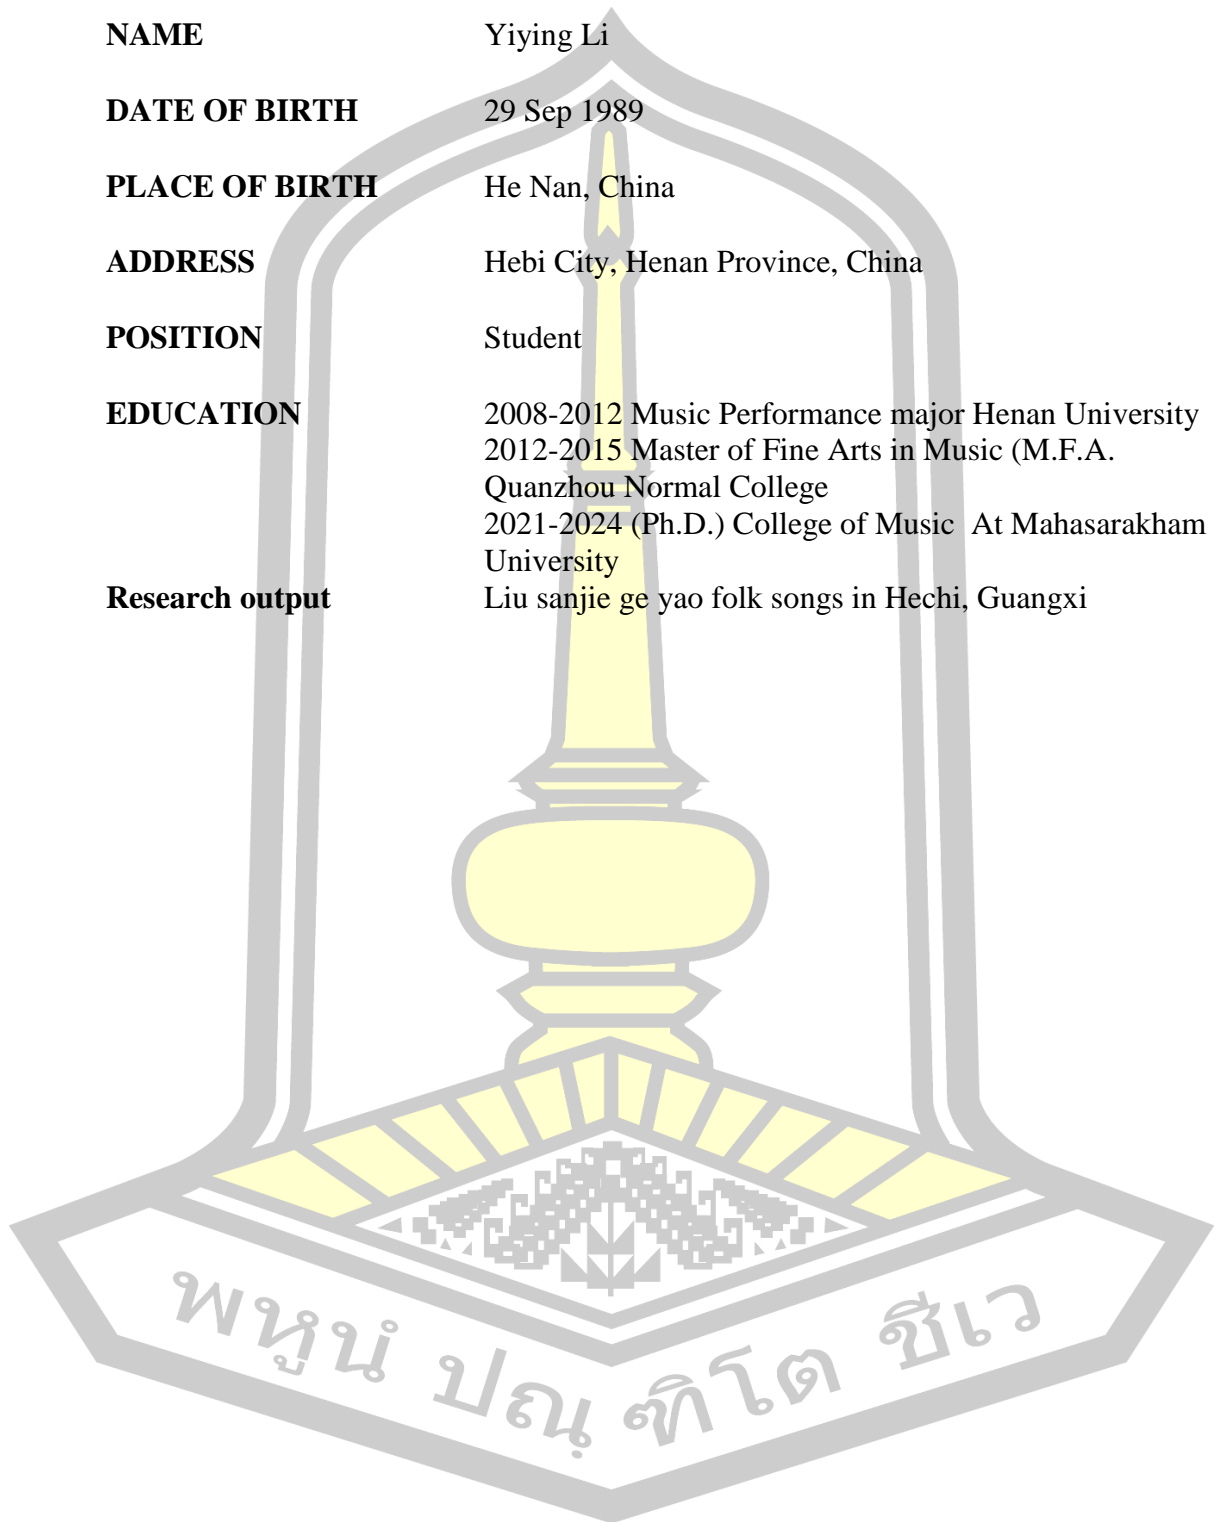 NAME Yiying Li
DATE OF BIRTH 29 Sep 1989
PLACE OF BIRTH He Nan, China
ADDRESS Hebi City, Henan Province, China
POSITION Student
EDUCATION 2008-2012 Music Performance major Henan University
2012-2015 Master of Fine Arts in Music (M.F.A.
Quanzhou Normal College
2021-2024 (Ph.D.) College of Music At Mahasarakham
University
Research output Liu sanjie ge yao folk songs in Hechi, Guangxi
พหูนํ ปณฺฑิโต ชีเว